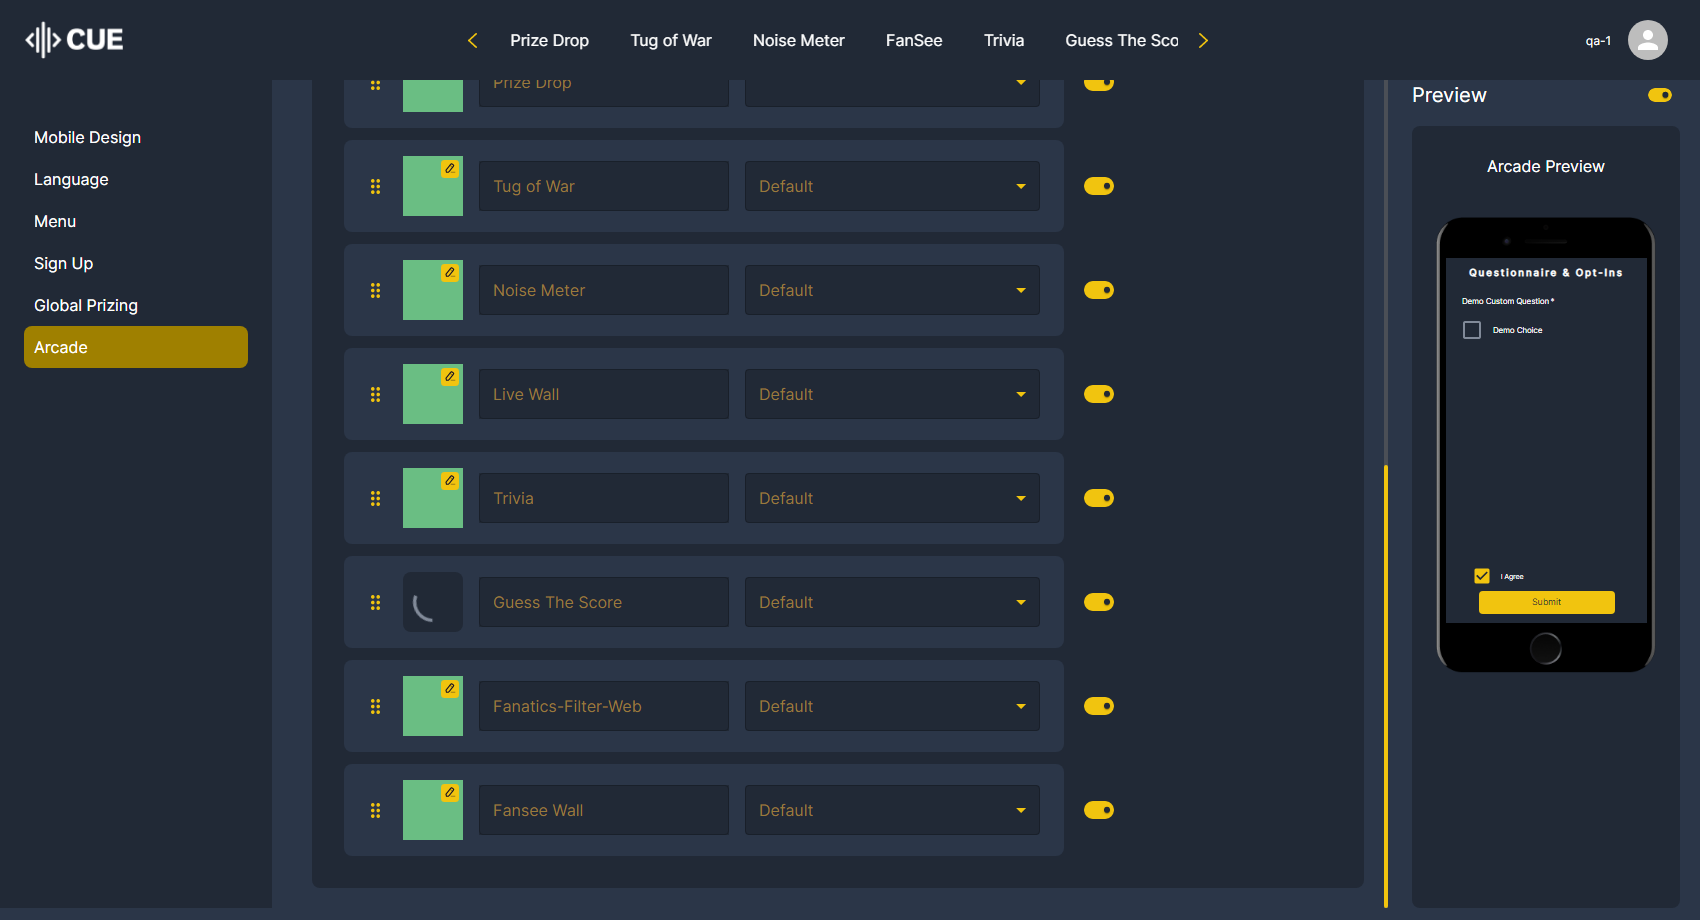 CUE
Prize Drop
Tug of War
Noise Meter
FanSee
Trivia
Guess The Sco
qa-1
Mobile Design
Language
Menu
Sign Up
Global Prizing
Arcade
Prize Drop
Tug of War
Default
Noise Meter
Default
Live Wall
Default
Trivia
Default
Guess The Score
Default
Fanatics-Filter-Web
Default
Fansee Wall
Default
Preview
Arcade Preview
Questionnaire & Opt-Ins
Demo Custom Question *
Demo Choice
I Agree
Submit